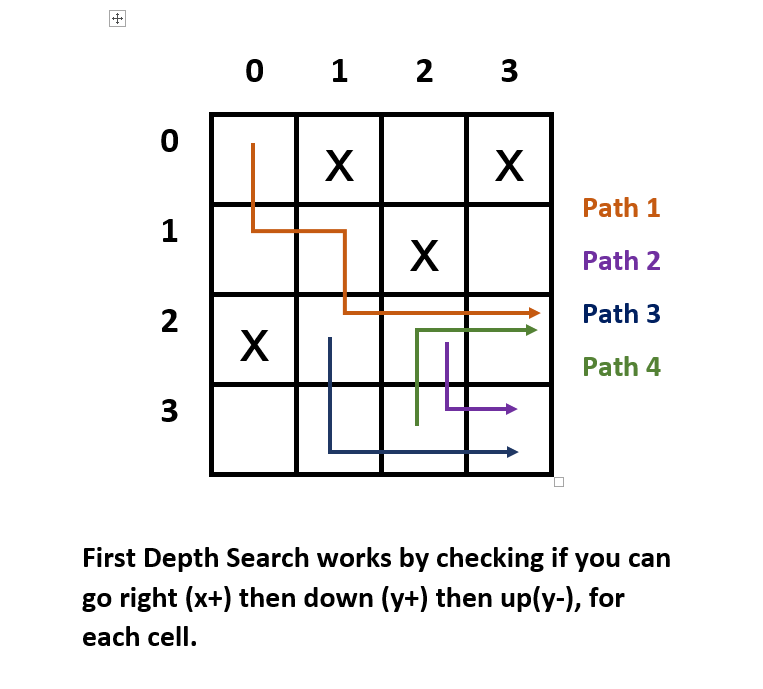 0 1 2 3
0 X X
Path 1
1 X
Path 2
2 X
Path 3
Path 4
3
First Depth Search works by checking if you can
go right (x+) then down (y+) then up(y-), for
each cell.